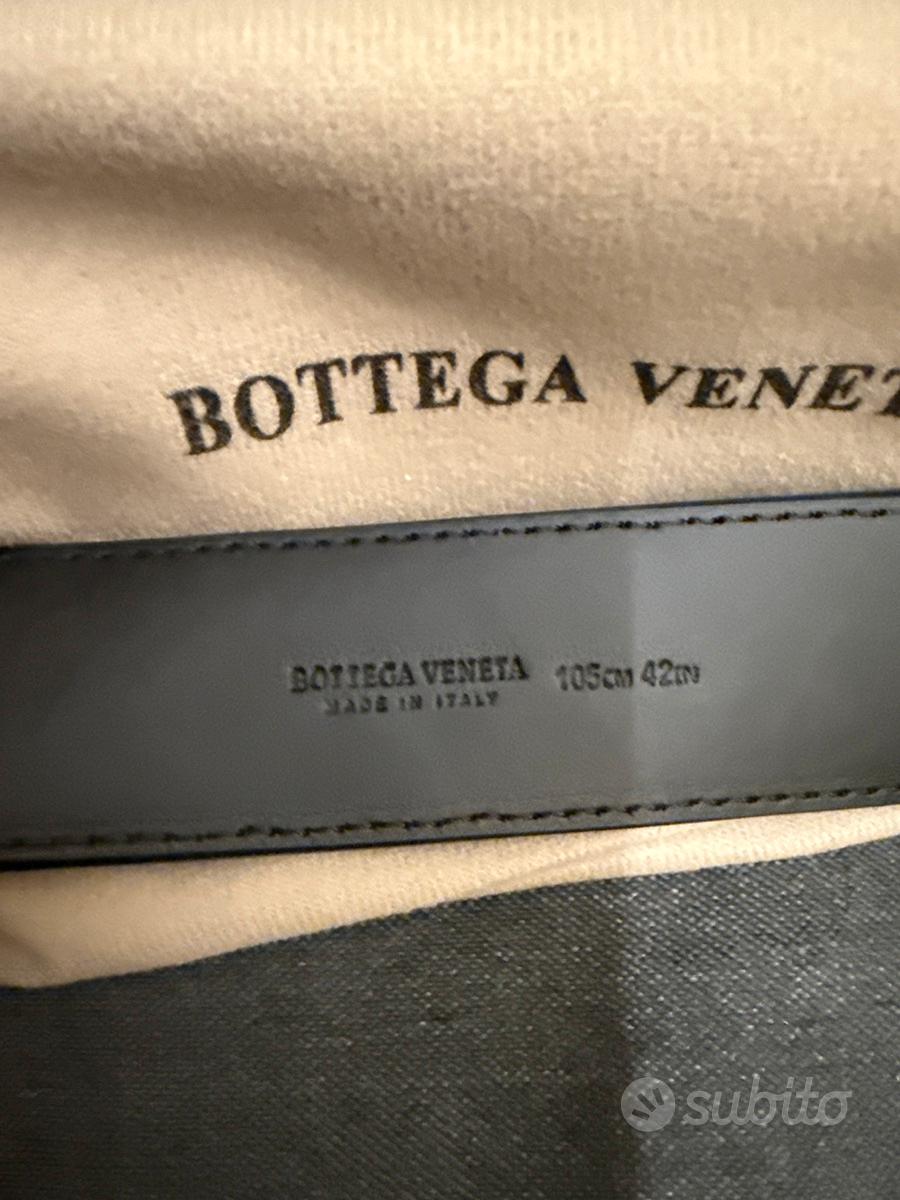 BOTTEGA VENET
BOTTEGA VENETA 105CM 42IN
MADE IN ITALY
subito